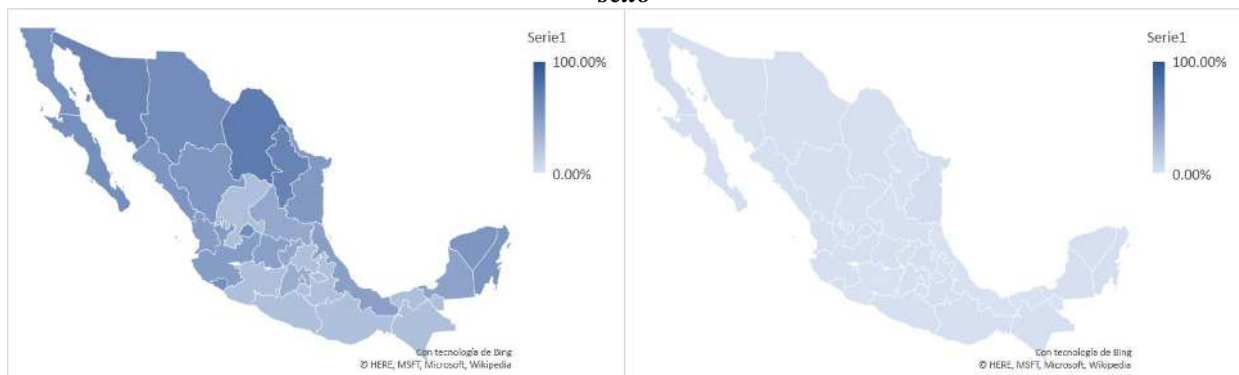 sexo
Serie1
100.00%
0.00%
Con tecnología de Bing
© HERE, MSFT, Microsoft, Wikipedia
Serie1
100.00%
0.00%
Con tecnología de Bing
© HERE, MSFT, Microsoft, Wikipedia